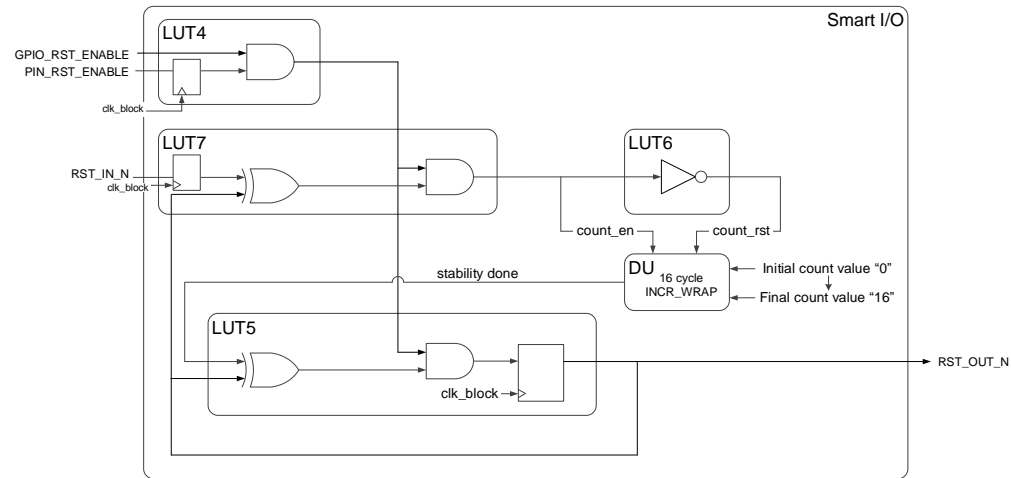 Smart I/O
LUT4
GPIO_RST_ENABLE
PIN_RST_ENABLE
clk_block
LUT7
LUT6
RST_IN_N
clk_block
count_en
count_rst
DU
16 cycle
INCR_WRAP
Initial count value “0”
Final count value “16”
stability done
LUT5
RST_OUT_N
clk_block